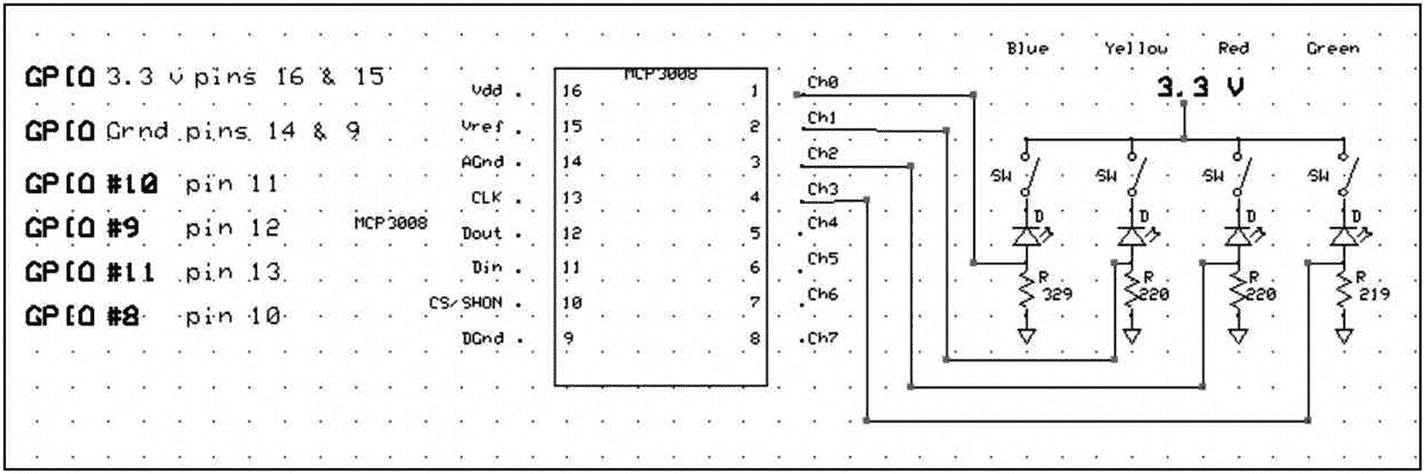 Blue Yellow Red Green
GPIO 3.3 v pins 16 & 15
GPIO Grnd pins 14 & 9
GPIO #10 pin 11
GPIO #9 pin 12
GPIO #11 pin 13
GPIO #8 pin 10
MCP3008
MCP3008
Vdd . 16 1 Ch0
Vref . 15 2 Ch1
AGnd . 14 3 Ch2
CLK . 13 4 Ch3
Dout . 12 5 .Ch4
Din . 11 6 .Ch5
CS/SHDN . 10 7 .Ch6
DGnd . 9 8 .Ch7
3.3 V
SW SW SW SW
D D D D
R R R R
329 220 220 219